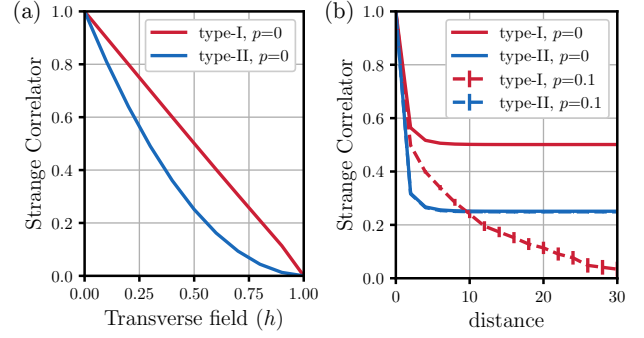 (a)
type-I, p=0
type-II, p=0
Strange Correlator
1.0
0.8
0.6
0.4
0.2
0.0
0.00
0.25
0.50
0.75
1.00
Transverse field (h)
(b)
type-I, p=0
type-II, p=0
type-I, p=0.1
type-II, p=0.1
Strange Correlator
1.0
0.8
0.6
0.4
0.2
0.0
0
10
20
30
distance